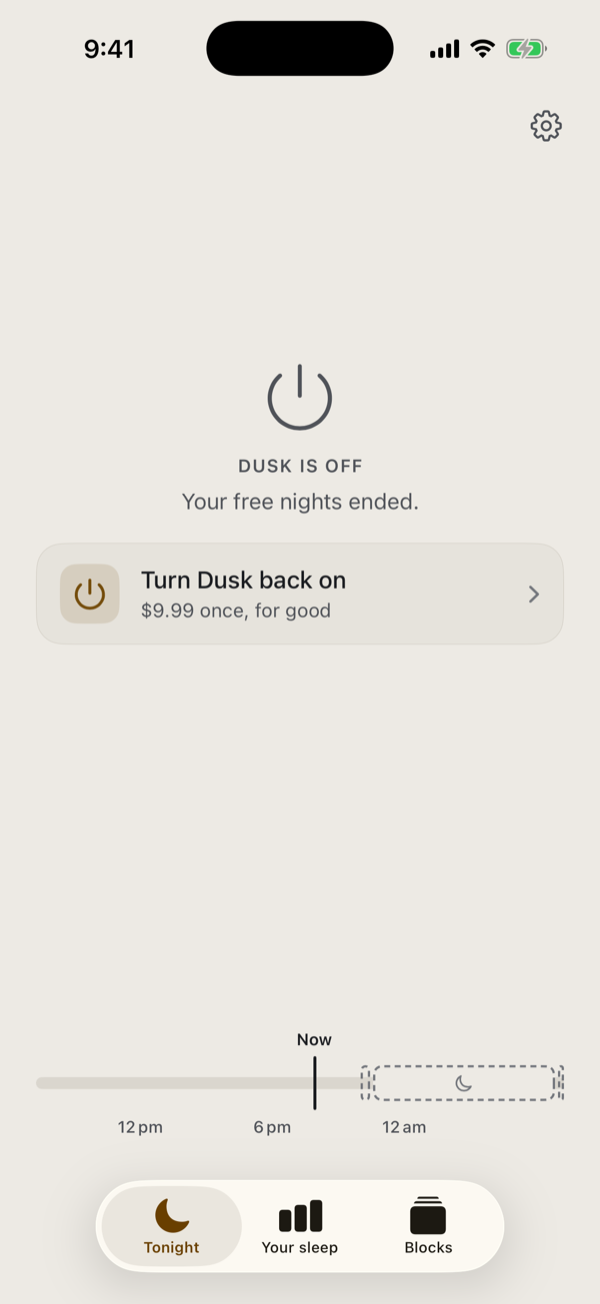 9:41
DUSK IS OFF
Your free nights ended.
Turn Dusk back on
$9.99 once, for good
Now
12 pm
6 pm
12 am
Tonight
Your sleep
Blocks